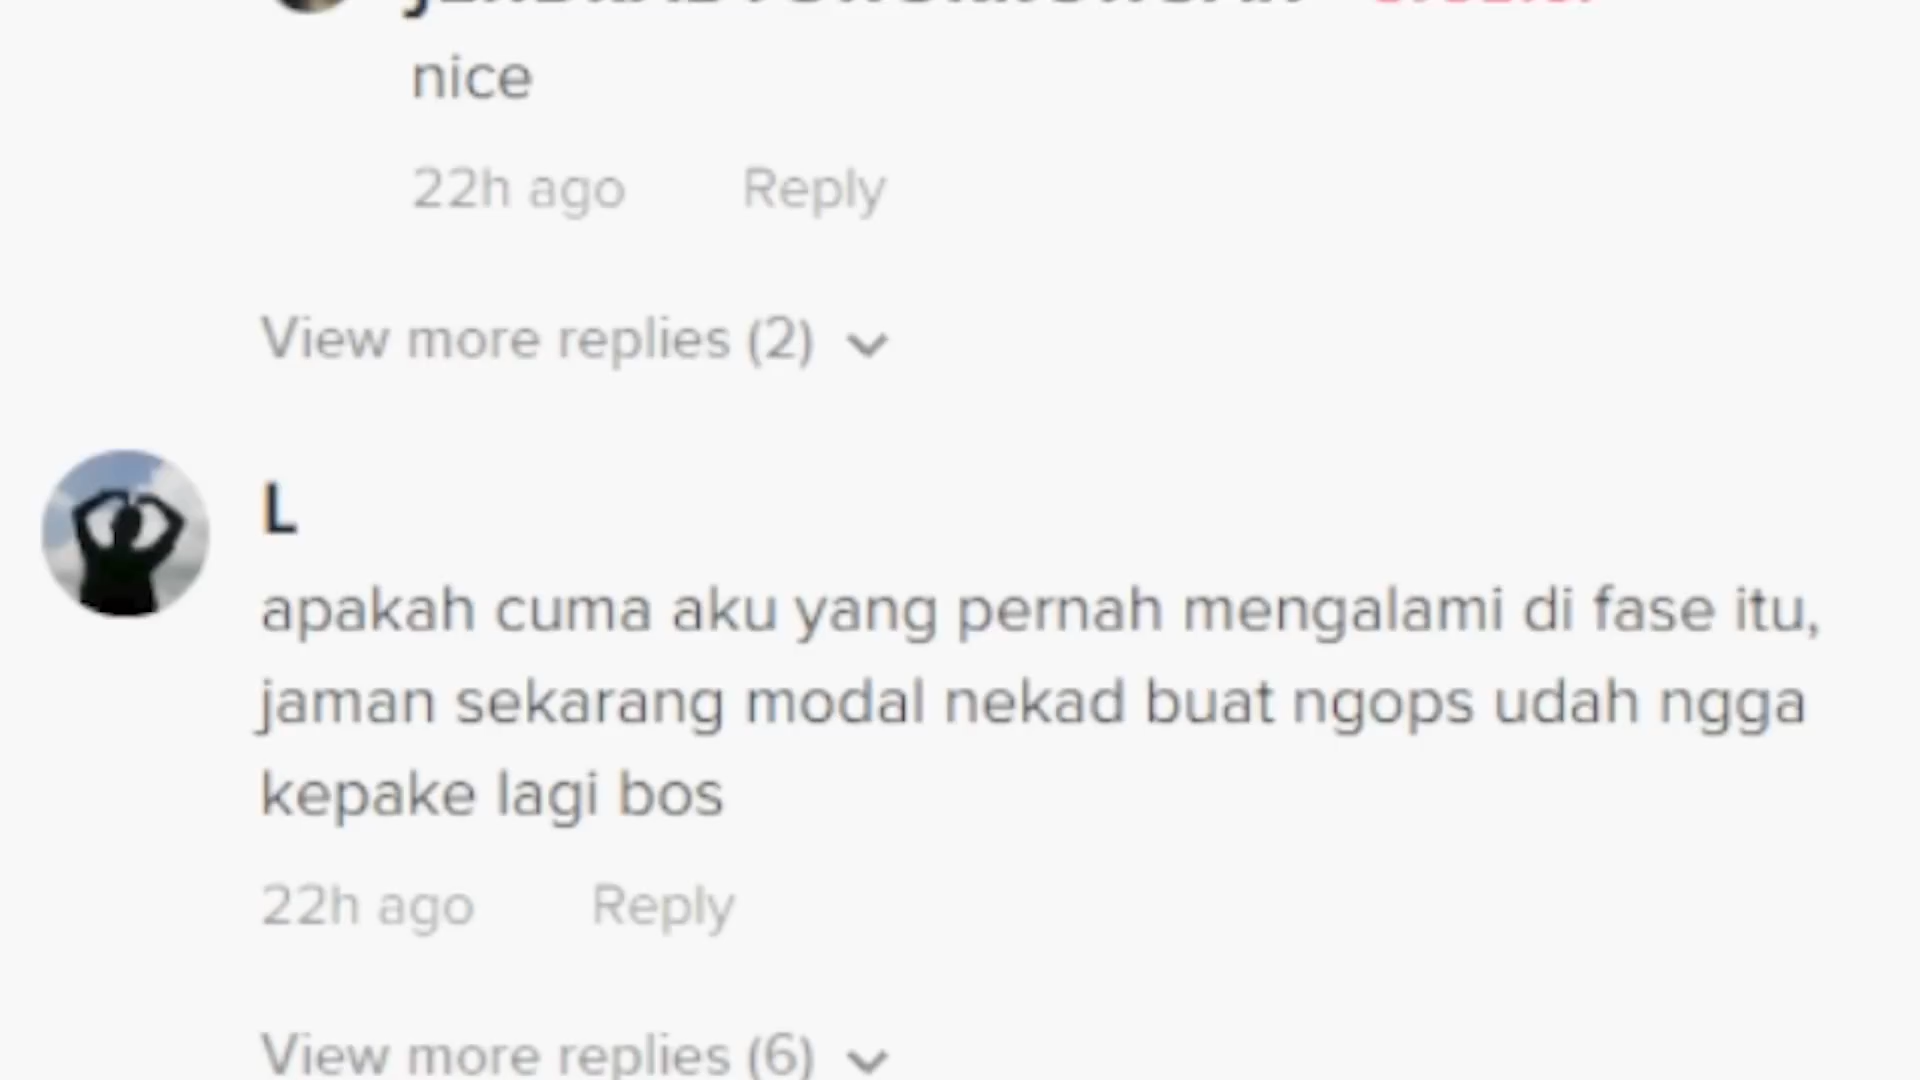 nice
22h ago Reply
View more replies (2)
L
apakah cuma aku yang pernah mengalami di fase itu,
jaman sekarang modal nekad buat ngops udah ngga
kepake lagi bos
22h ago Reply
View more replies (6)